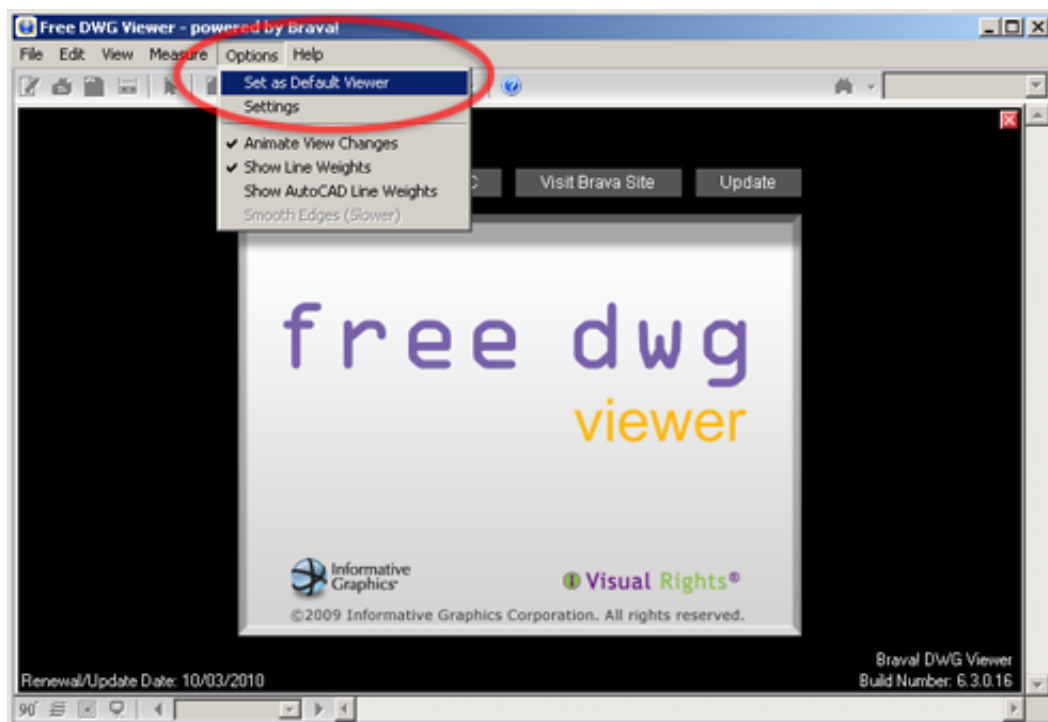 Free DWG Viewer - powered by Brava!
File Edit View Measure Options Help
Set as Default Viewer
Settings
Animate View Changes
Show Line Weights
Show AutoCAD Line Weights
Smooth Edges (Slower)
Visit Brava Site
Update
free dwg
viewer
Informative
Graphics
Visual Rights®
©2009 Informative Graphics Corporation. All rights reserved.
Brava! DWG Viewer
Renewal/Update Date: 10/03/2010
Build Number: 6.3.0.16
90°